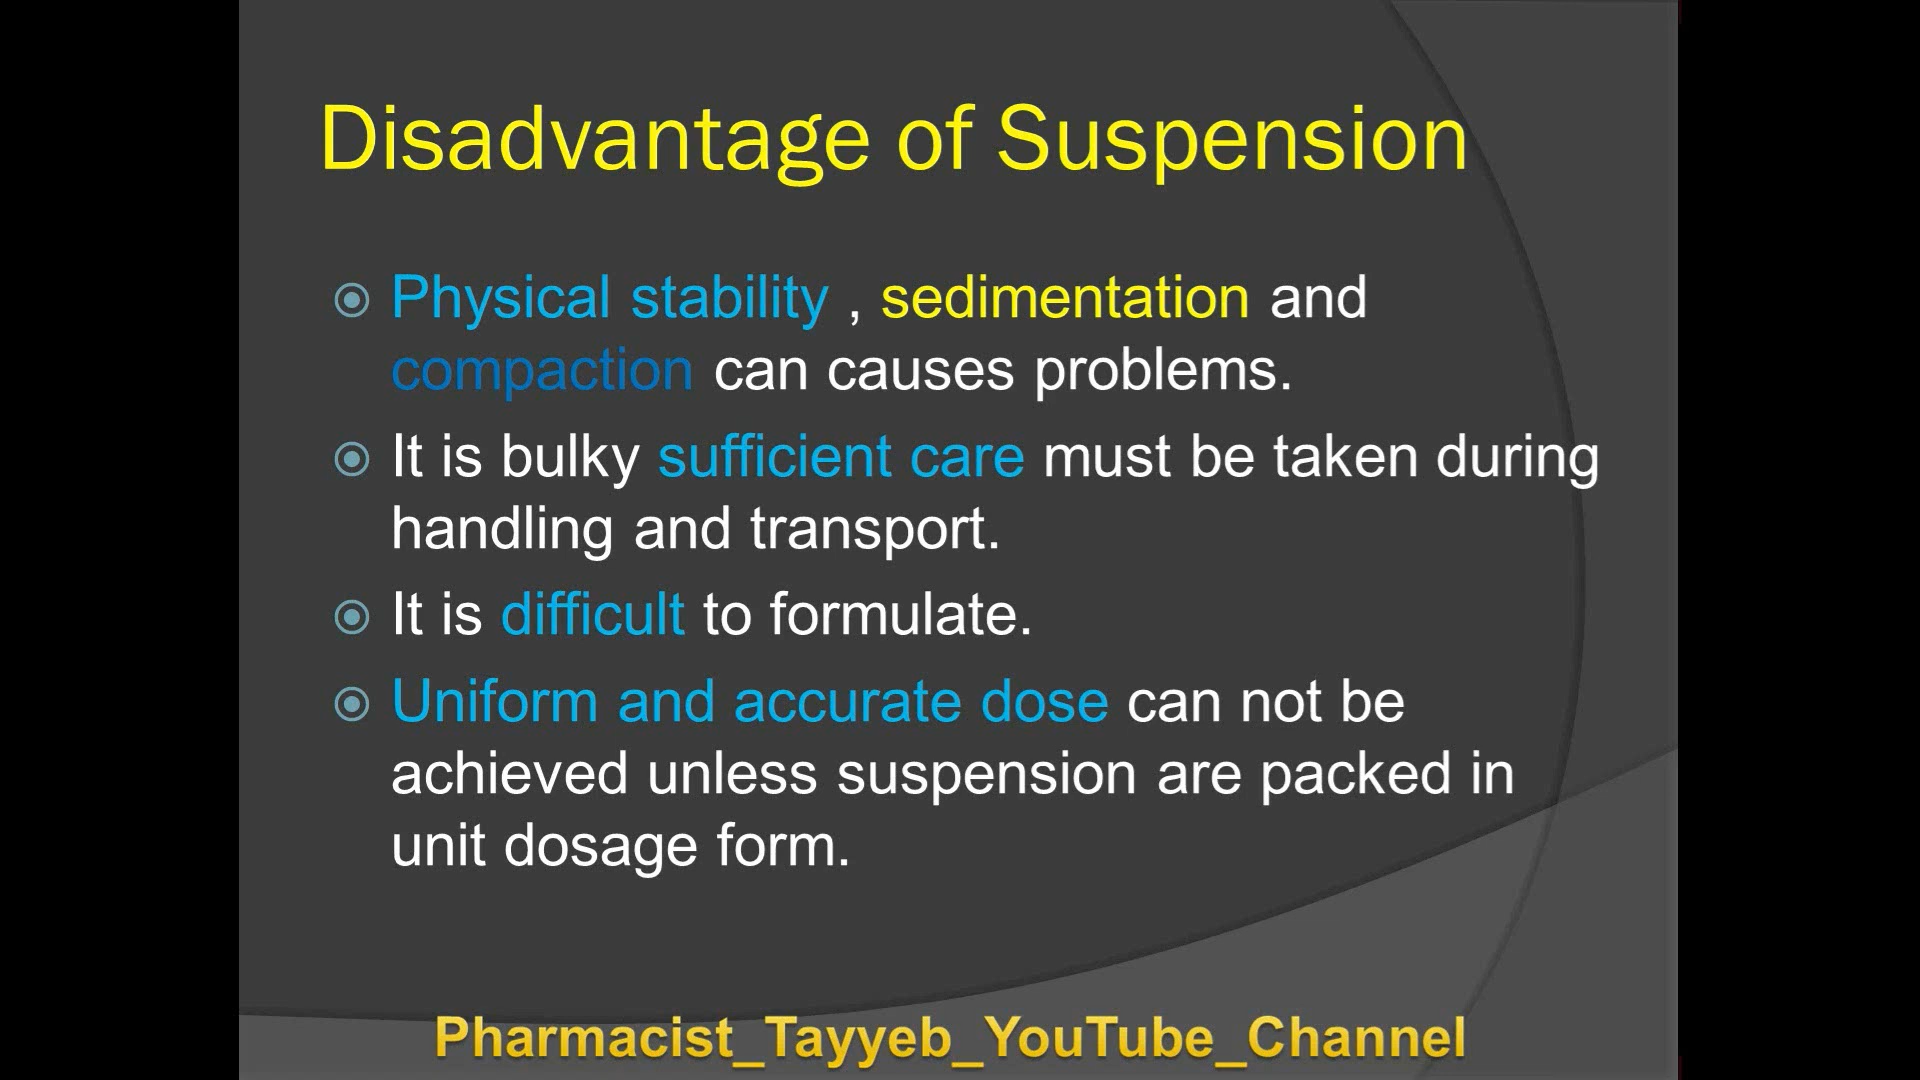 Disadvantage of Suspension
Physical stability , sedimentation and
compaction can causes problems.
It is bulky sufficient care must be taken during
handling and transport.
It is difficult to formulate.
Uniform and accurate dose can not be
achieved unless suspension are packed in
unit dosage form.
Pharmacist_Tayyeb_YouTube_Channel